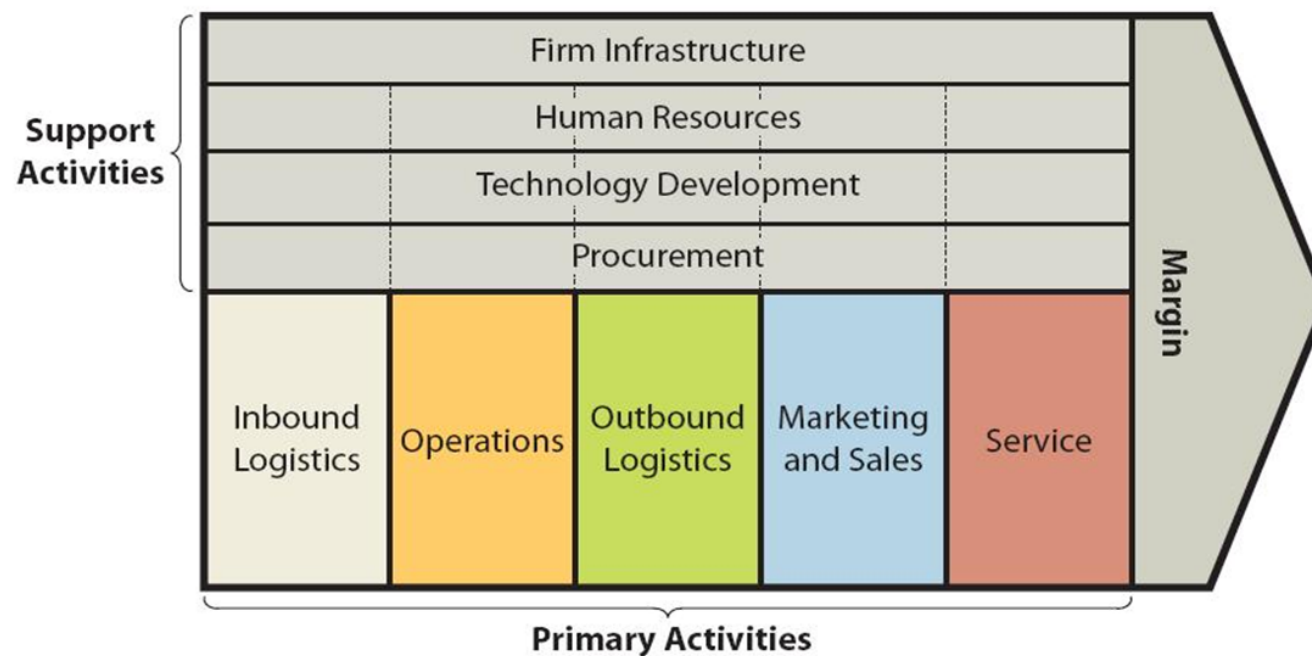 Firm Infrastructure
Support
Activities
Human Resources
Technology Development
Procurement
Margin
Inbound
Logistics
Operations
Outbound
Logistics
Marketing
and Sales
Service
Primary Activities